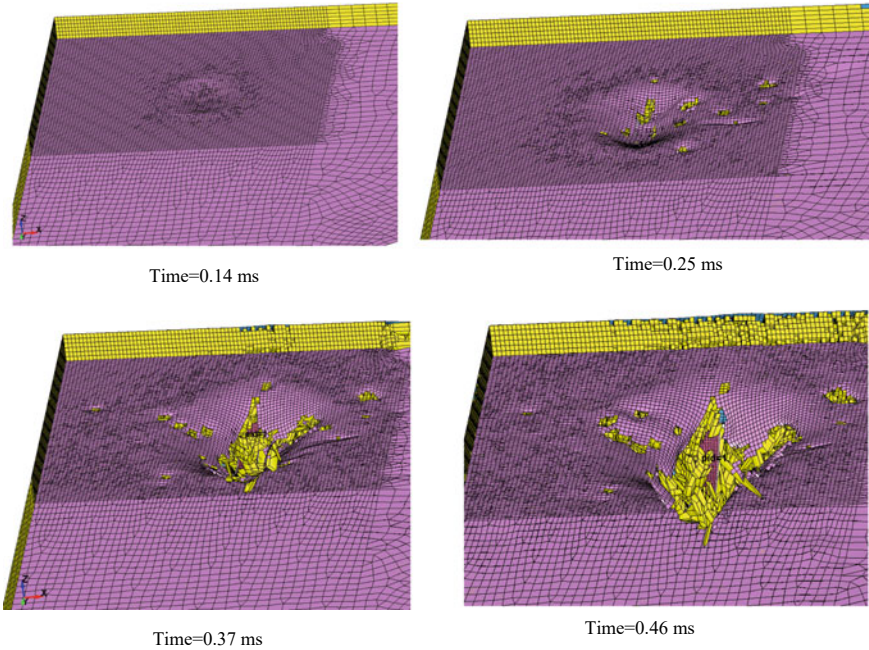 Time=0.14 ms
Time=0.25 ms
Time=0.37 ms
Time=0.46 ms
Z
X
Z
X